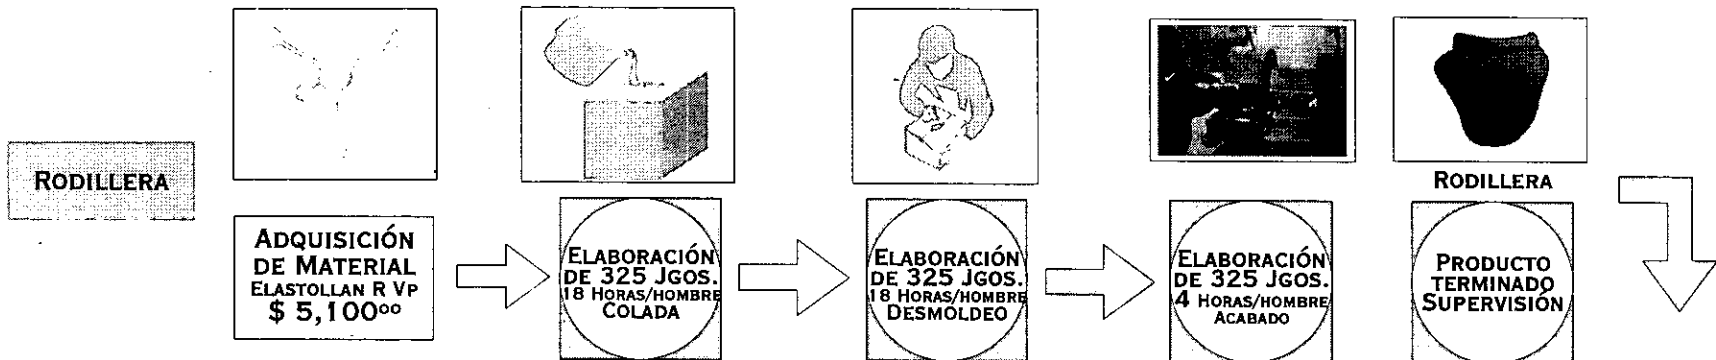 RODILLERA
ADQUISICIÓN
DE MATERIAL
ELASTOLLAN R VP
$ 5,100⁰⁰
ELABORACIÓN
DE 325 JGOS.
18 HORAS/HOMBRE
COLADA
ELABORACIÓN
DE 325 JGOS.
18 HORAS/HOMBRE
DESMOLDEO
ELABORACIÓN
DE 325 JGOS.
4 HORAS/HOMBRE
ACABADO
RODILLERA
PRODUCTO
TERMINADO
SUPERVISIÓN